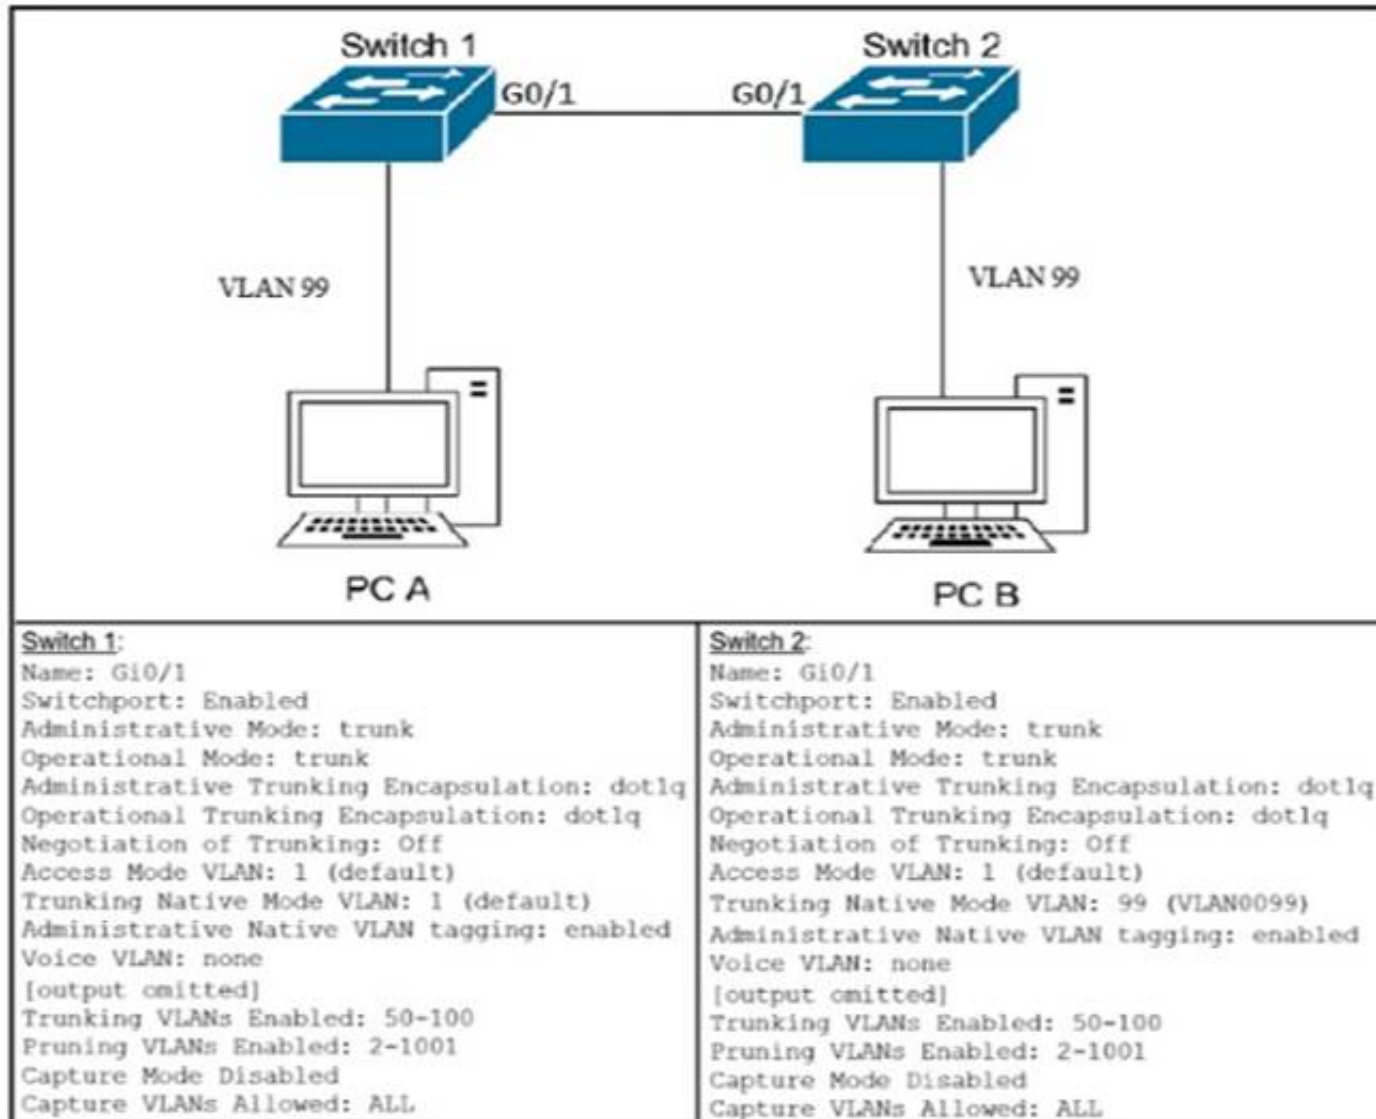 Switch 1
Switch 2
G0/1
G0/1
VLAN 99
VLAN 99
PC A
PC B
Switch 1:
Name: Gi0/1
Switchport: Enabled
Administrative Mode: trunk
Operational Mode: trunk
Administrative Trunking Encapsulation: dot1q
Operational Trunking Encapsulation: dot1q
Negotiation of Trunking: Off
Access Mode VLAN: 1 (default)
Trunking Native Mode VLAN: 1 (default)
Administrative Native VLAN tagging: enabled
Voice VLAN: none
[output omitted]
Trunking VLANs Enabled: 50-100
Pruning VLANs Enabled: 2-1001
Capture Mode Disabled
Capture VLANs Allowed: ALL
Switch 2:
Name: Gi0/1
Switchport: Enabled
Administrative Mode: trunk
Operational Mode: trunk
Administrative Trunking Encapsulation: dot1q
Operational Trunking Encapsulation: dot1q
Negotiation of Trunking: Off
Access Mode VLAN: 1 (default)
Trunking Native Mode VLAN: 99 (VLAN0099)
Administrative Native VLAN tagging: enabled
Voice VLAN: none
[output omitted]
Trunking VLANs Enabled: 50-100
Pruning VLANs Enabled: 2-1001
Capture Mode Disabled
Capture VLANs Allowed: ALL